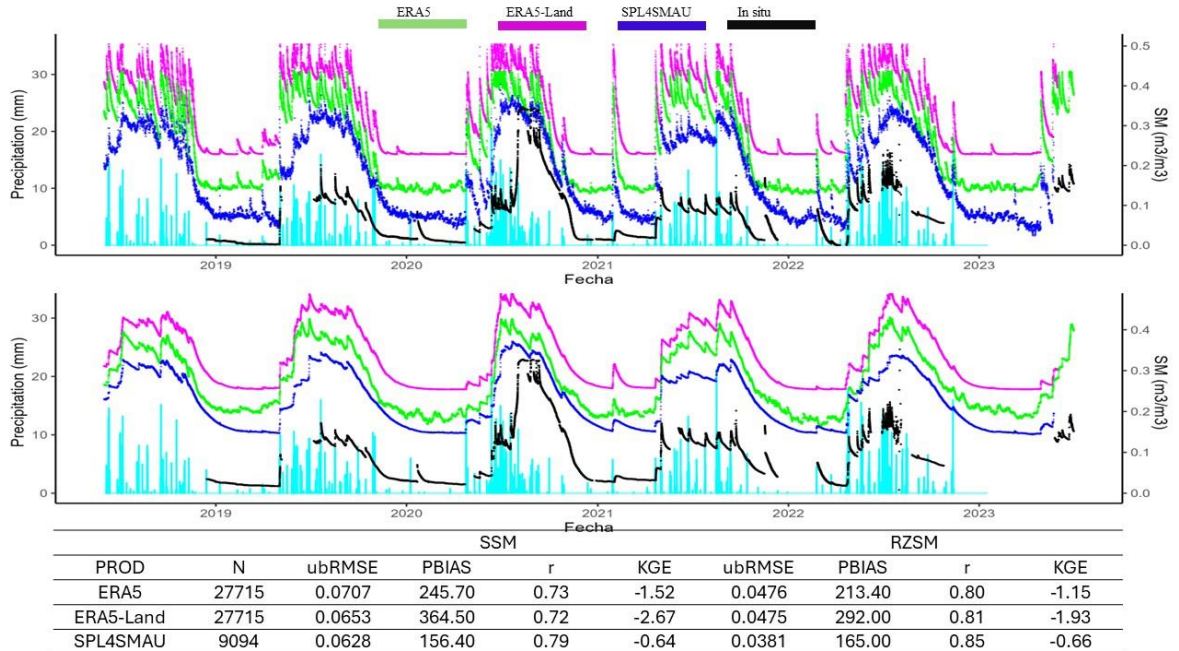 ERA5 ERA5-Land SPL4SMAU In situ
Precipitation (mm)
30
20
10
0
0.5
0.4
0.3
0.2
0.1
0.0
SM (m3/m3)
2019 2020 2021 2022 2023
Fecha
Precipitation (mm)
30
20
10
0
0.4
0.3
0.2
0.1
0.0
SM (m3/m3)
2019 2020 2021 2022 2023
Fecha
SSM RZSM
PROD N ubRMSE PBIAS r KGE ubRMSE PBIAS r KGE
ERA5 27715 0.0707 245.70 0.73 -1.52 0.0476 213.40 0.80 -1.15
ERA5-Land 27715 0.0653 364.50 0.72 -2.67 0.0475 292.00 0.81 -1.93
SPL4SMAU 9094 0.0628 156.40 0.79 -0.64 0.0381 165.00 0.85 -0.66